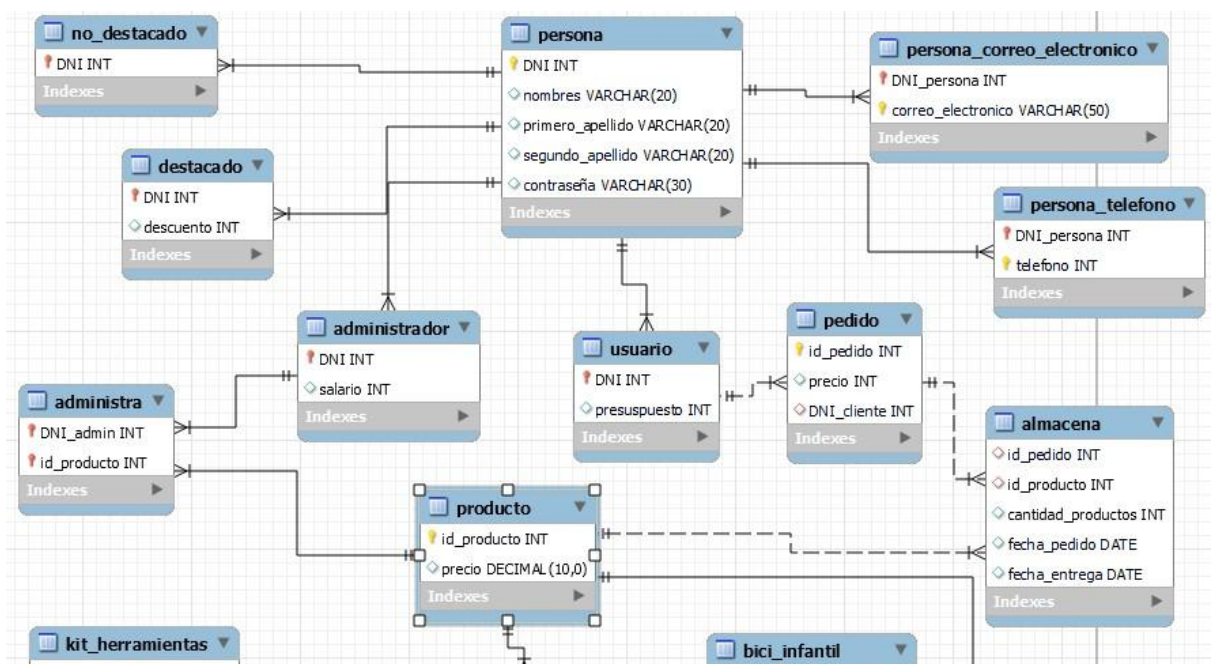 no_destacado
DNI INT
Indexes
persona
DNI INT
nombres VARCHAR(20)
primero_apellido VARCHAR(20)
segundo_apellido VARCHAR(20)
contraseña VARCHAR(30)
Indexes
persona_correo_electronico
DNI_persona INT
correo_electronico VARCHAR(50)
Indexes
destacado
DNI INT
descuento INT
Indexes
persona_telefono
DNI_persona INT
telefono INT
Indexes
administrador
DNI INT
salario INT
Indexes
usuario
DNI INT
presuspuesto INT
Indexes
pedido
id_pedido INT
precio INT
DNI_cliente INT
Indexes
administra
DNI_admin INT
id_producto INT
Indexes
almacena
id_pedido INT
id_producto INT
cantidad_productos INT
fecha_pedido DATE
fecha_entrega DATE
Indexes
producto
id_producto INT
precio DECIMAL(10,0)
Indexes
kit_herramientas
bici_infantil